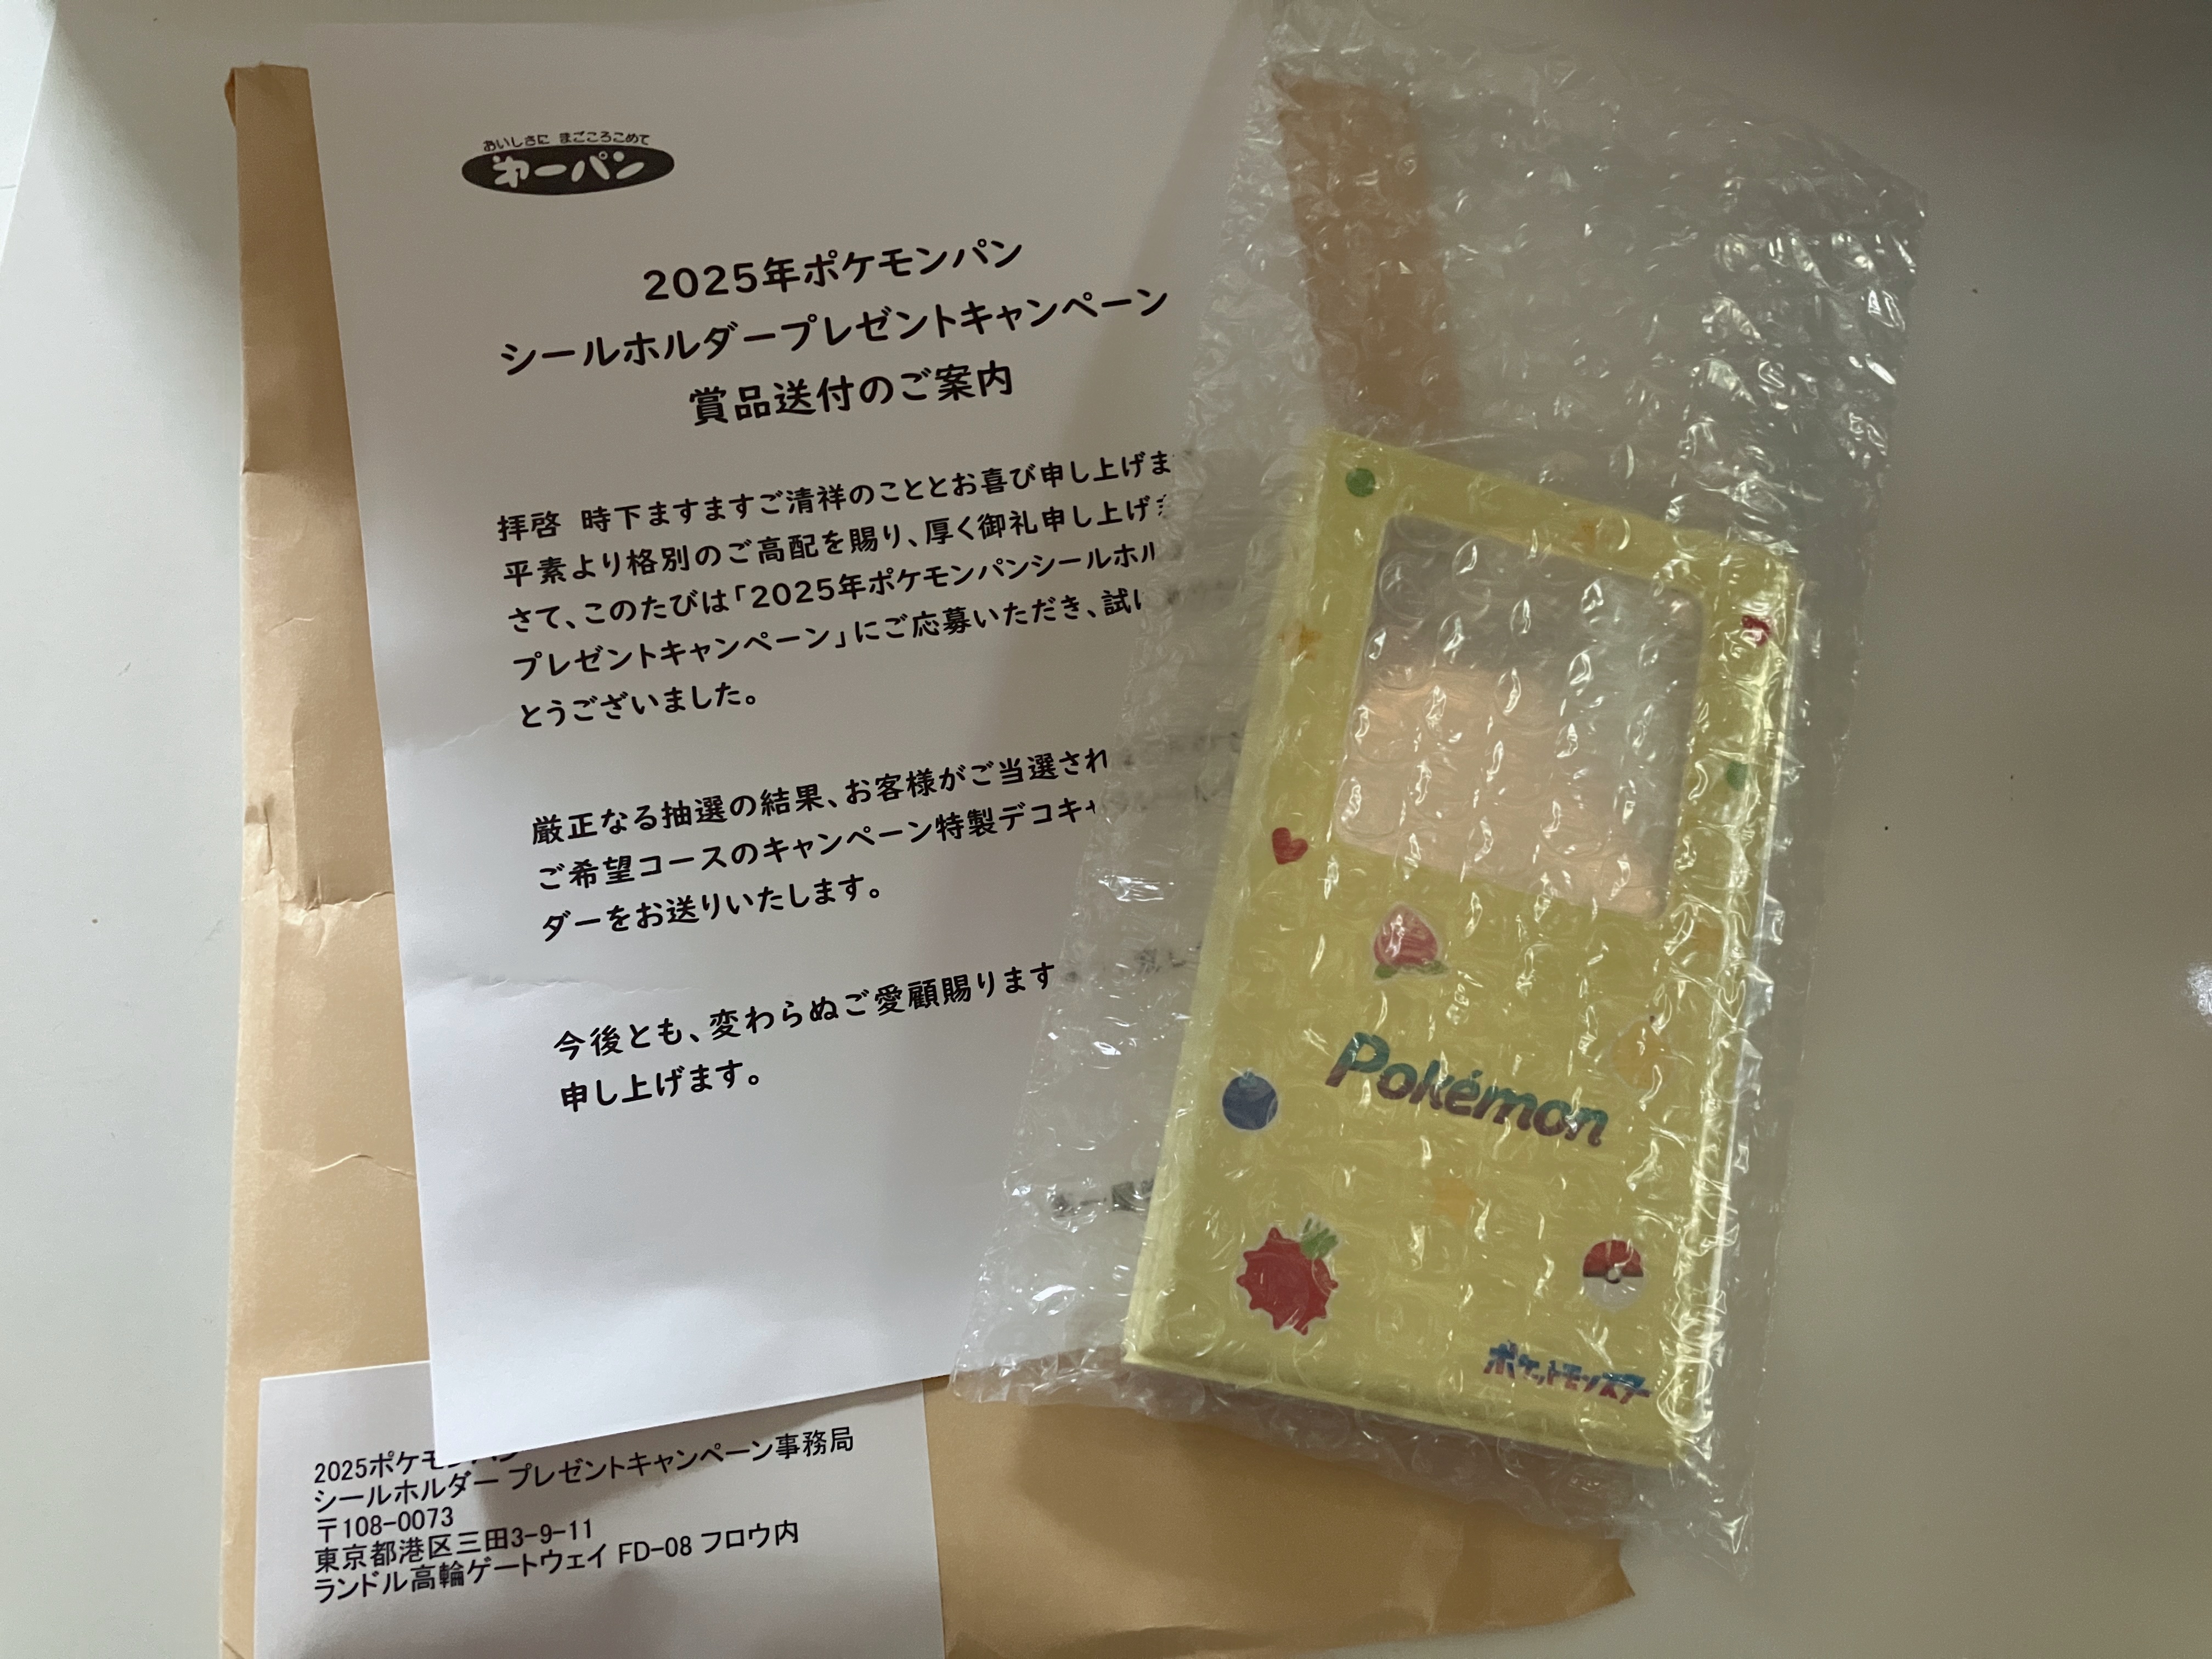 おいしさに まごころこめて
第一パン
2025年ポケモンパン
シールホルダープレゼントキャンペーン
賞品送付のご案内
拝啓 時下ますますご清祥のこととお喜び申し上げま
平素より格別のご高配を賜り、厚く御礼申し上げま
さて、このたびは「2025年ポケモンパンシールホル
プレゼントキャンペーン」にご応募いただき、誠に
とうございました。
厳正なる抽選の結果、お客様がご当選され
ご希望コースのキャンペーン特製デコキャ
ダーをお送りいたします。
今後とも、変わらぬご愛顧賜ります
申し上げます。
Pokémon
ポケットモンスター
2025ポケモンパン
シールホルダー プレゼントキャンペーン事務局
〒108-0073
東京都港区三田3-9-11
ランドル高輪ゲートウェイ FD-08 フロウ内